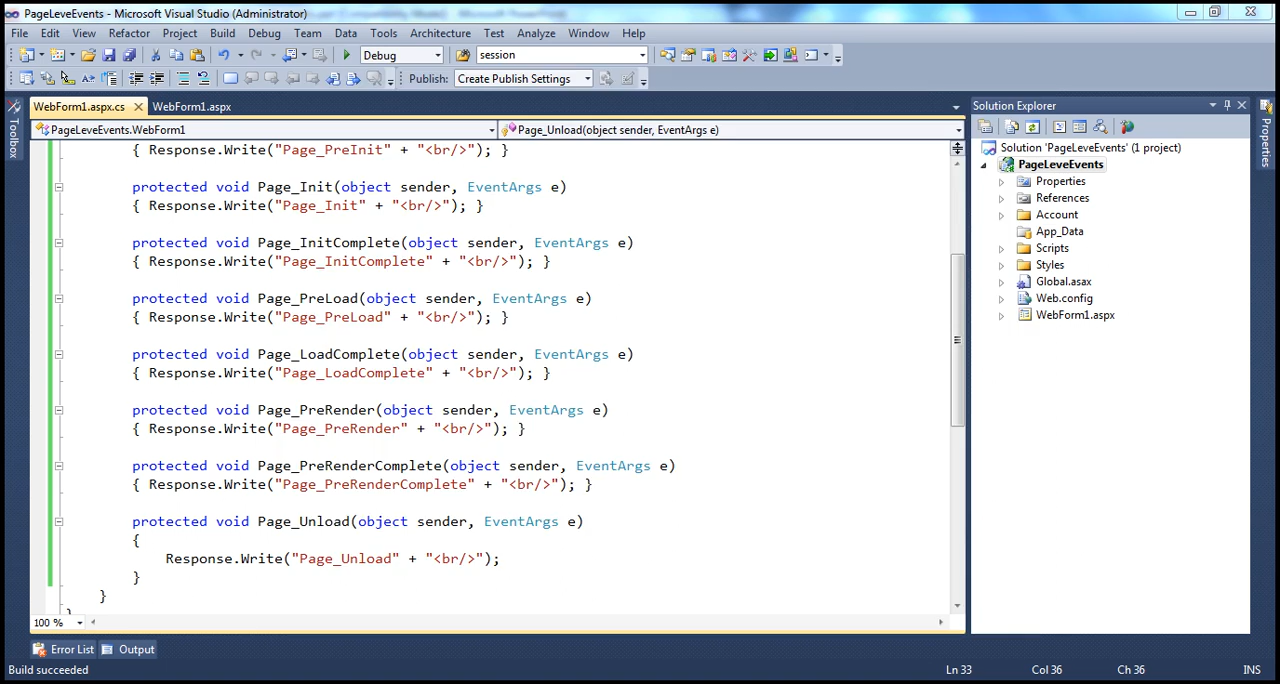 PageLeveEvents - Microsoft Visual Studio (Administrator)
File Edit View Refactor Project Build Debug Team Data Tools Architecture Test Analyze Window Help
Debug session
Publish: Create Publish Settings
WebForm1.aspx.cs WebForm1.aspx
PageLeveEvents.WebForm1 Page_Unload(object sender, EventArgs e)
{ Response.Write("Page_PreInit" + "<br/>"); }
protected void Page_Init(object sender, EventArgs e)
{ Response.Write("Page_Init" + "<br/>"); }
protected void Page_InitComplete(object sender, EventArgs e)
{ Response.Write("Page_InitComplete" + "<br/>"); }
protected void Page_PreLoad(object sender, EventArgs e)
{ Response.Write("Page_PreLoad" + "<br/>"); }
protected void Page_LoadComplete(object sender, EventArgs e)
{ Response.Write("Page_LoadComplete" + "<br/>"); }
protected void Page_PreRender(object sender, EventArgs e)
{ Response.Write("Page_PreRender" + "<br/>"); }
protected void Page_PreRenderComplete(object sender, EventArgs e)
{ Response.Write("Page_PreRenderComplete" + "<br/>"); }
protected void Page_Unload(object sender, EventArgs e)
{
Response.Write("Page_Unload" + "<br/>");
}
}
100 %
Toolbox
Solution Explorer
Solution 'PageLeveEvents' (1 project)
PageLeveEvents
Properties
References
Account
App_Data
Scripts
Styles
Global.asax
Web.config
WebForm1.aspx
Properties
Error List Output
Build succeeded Ln 33 Col 36 Ch 36 INS